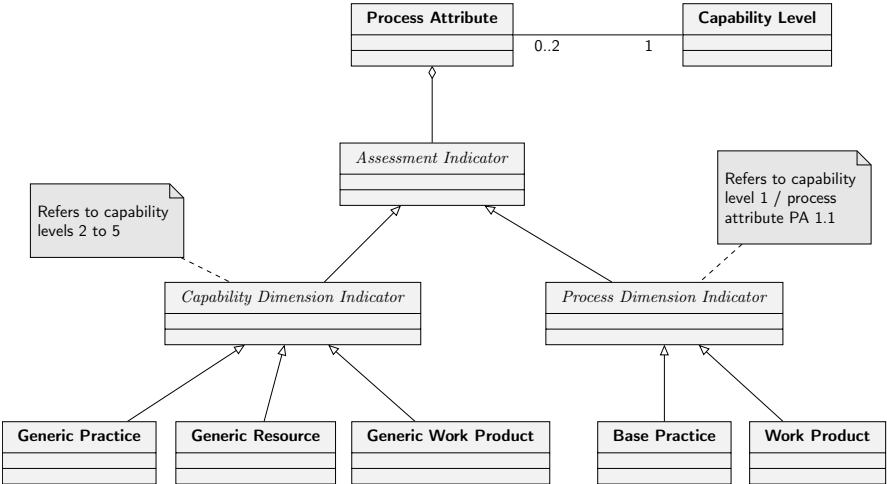 Process Attribute
Capability Level
0..2
1
Assessment Indicator
Refers to capability
level 1 / process
attribute PA 1.1
Refers to capability
levels 2 to 5
Capability Dimension Indicator
Process Dimension Indicator
Generic Practice
Generic Resource
Generic Work Product
Base Practice
Work Product